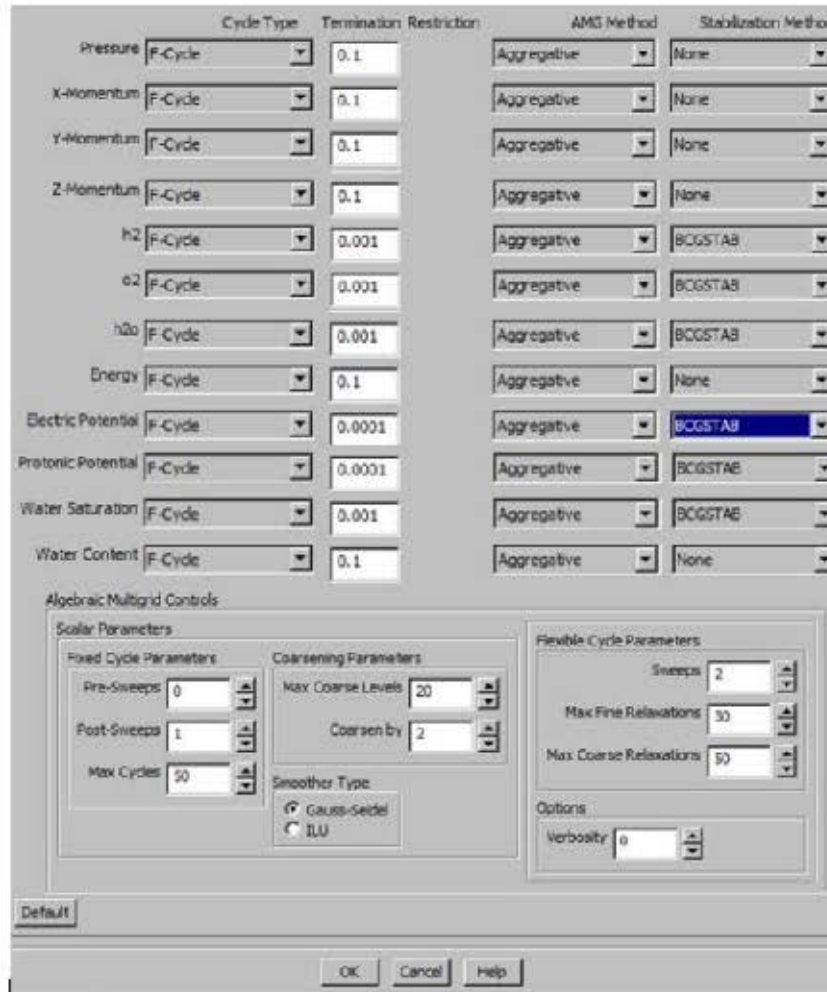 Cycle Type Termination Restriction AMG Method Stabilization Metho
Pressure F-Cycle 0.1 Aggregative None
X-Momentum F-Cycle 0.1 Aggregative None
Y-Momentum F-Cycle 0.1 Aggregative None
Z-Momentum F-Cycle 0.1 Aggregative None
h2 F-Cycle 0.001 Aggregative BCGSTAB
o2 F-Cycle 0.001 Aggregative BCGSTAB
h2o F-Cycle 0.001 Aggregative BCGSTAB
Energy F-Cycle 0.1 Aggregative None
Electric Potential F-Cycle 0.0001 Aggregative BCGSTAB
Protonic Potential F-Cycle 0.0001 Aggregative BCGSTAB
Water Saturation F-Cycle 0.001 Aggregative BCGSTAB
Water Content F-Cycle 0.1 Aggregative None
Algebraic Multigrid Controls
Scalar Parameters
Fixed Cycle Parameters
Pre-Sweeps 0
Post-Sweeps 1
Max Cycles 50
Coarsening Parameters
Max Coarse Levels 20
Coarsen by 2
Smoother Type
Gauss-Seidel
ILU
Flexible Cycle Parameters
Sweeps 2
Max Fine Relaxations 30
Max Coarse Relaxations 50
Options
Verbosity 0
Default
OK Cancel Help